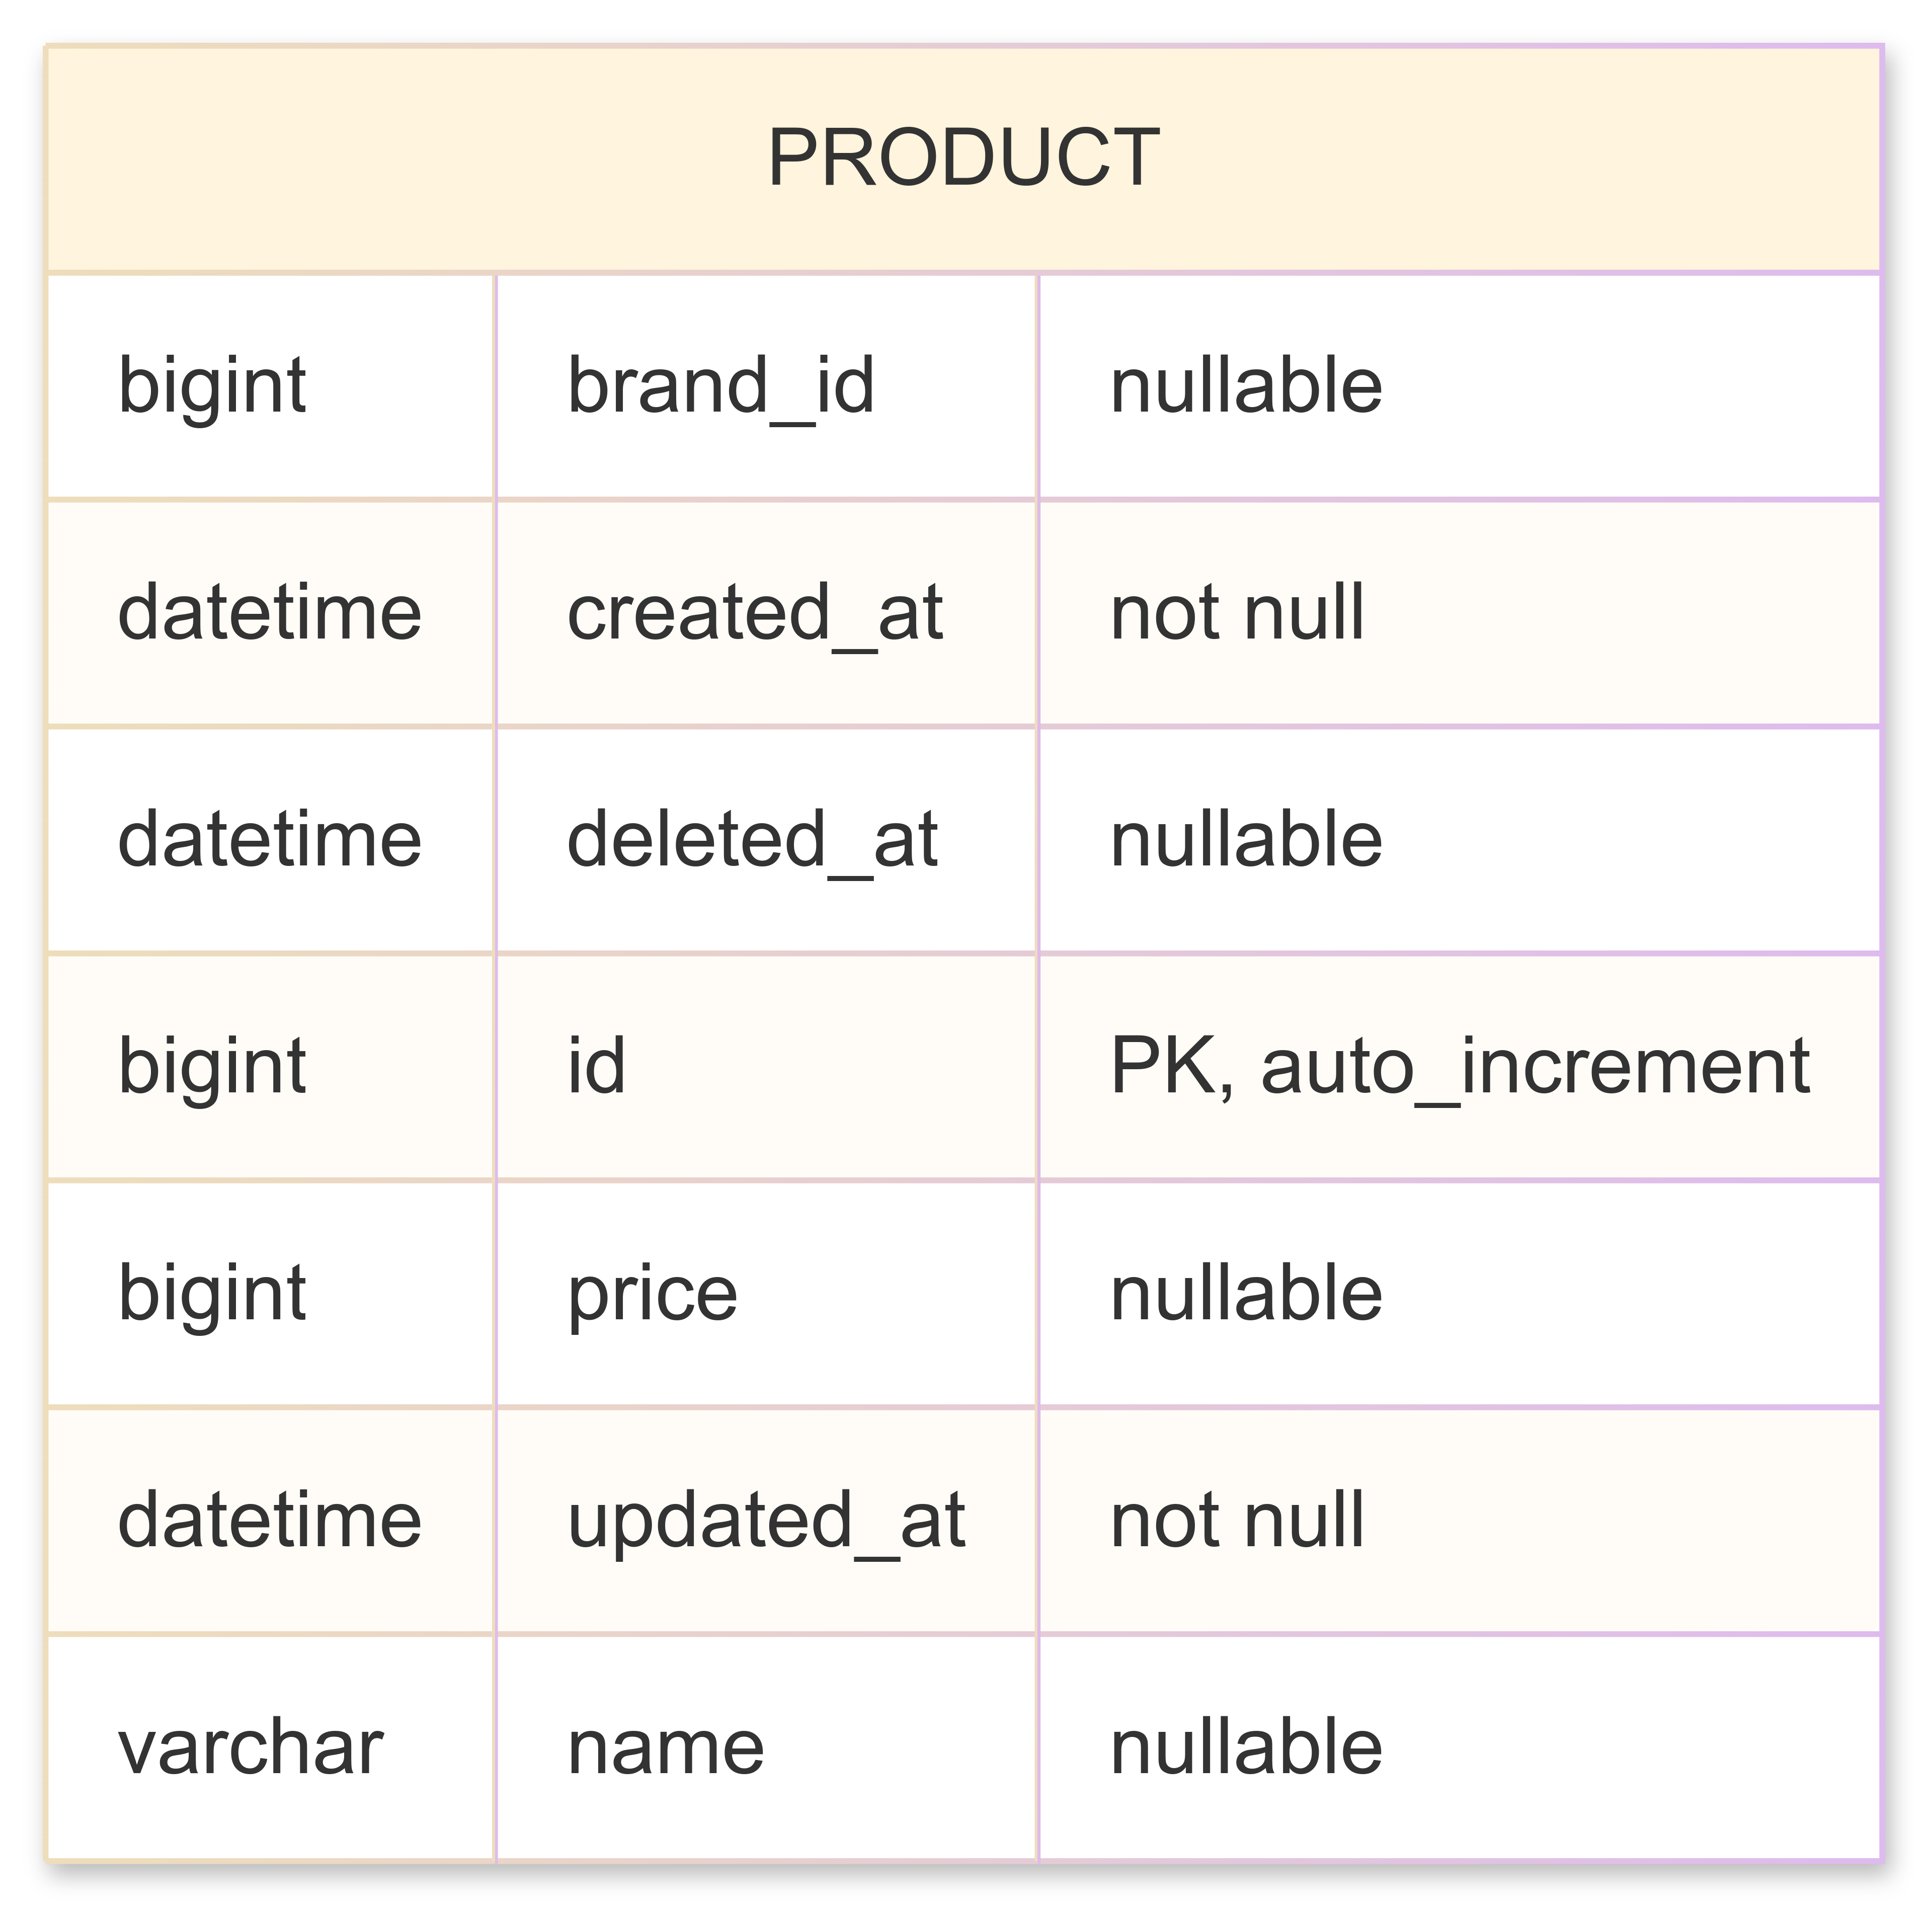 PRODUCT
bigint brand_id nullable
datetime created_at not null
datetime deleted_at nullable
bigint id PK, auto_increment
bigint price nullable
datetime updated_at not null
varchar name nullable